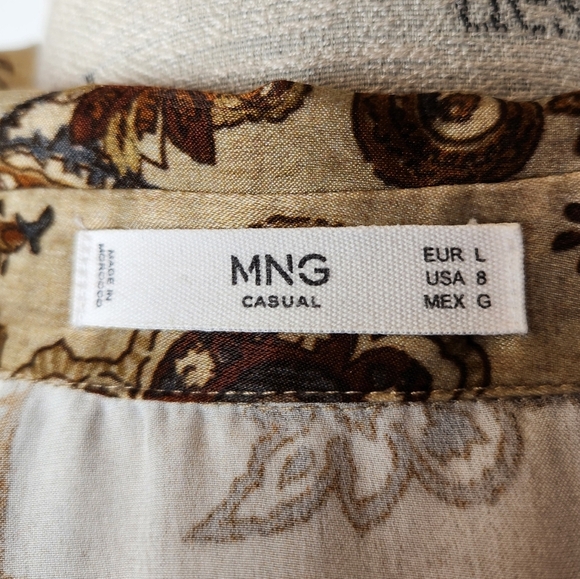 MADE IN
MOROCCO
MNG
CASUAL
EUR L
USA 8
MEX G